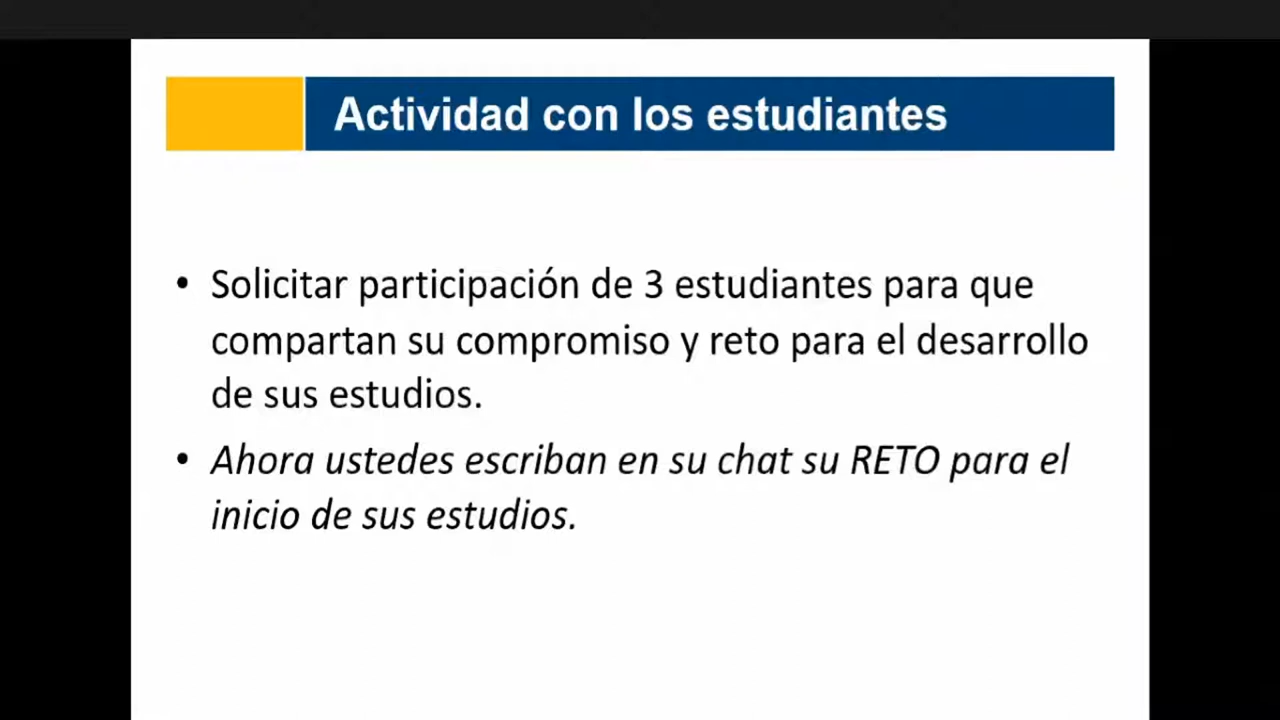 Actividad con los estudiantes
• Solicitar participación de 3 estudiantes para que
compartan su compromiso y reto para el desarrollo
de sus estudios.
• Ahora ustedes escriban en su chat su RETO para el
inicio de sus estudios.